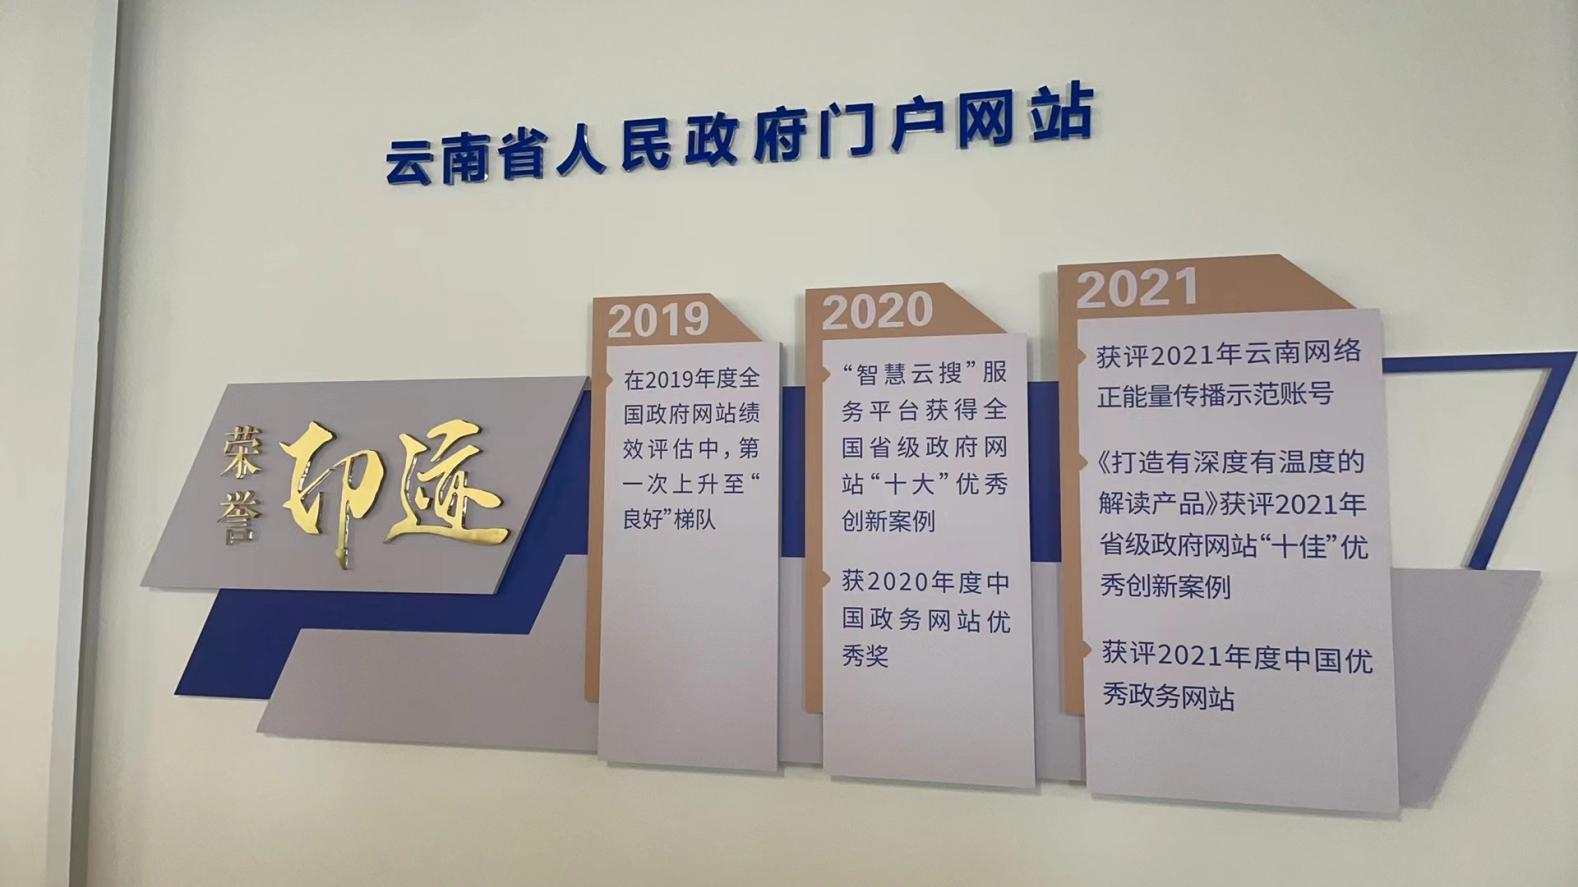 云南省人民政府门户网站
荣誉
印迹
2019
在2019年度全
国政府网站绩
效评估中，第
一次上升至“
良好”梯队
2020
“智慧云搜”服
务平台获得全
国省级政府网
站“十大”优秀
创新案例
获2020年度中
国政务网站优
秀奖
2021
获评2021年云南网络
正能量传播示范账号
《打造有深度有温度的
解读产品》获评2021年
省级政府网站“十佳”优
秀创新案例
获评2021年度中国优
秀政务网站